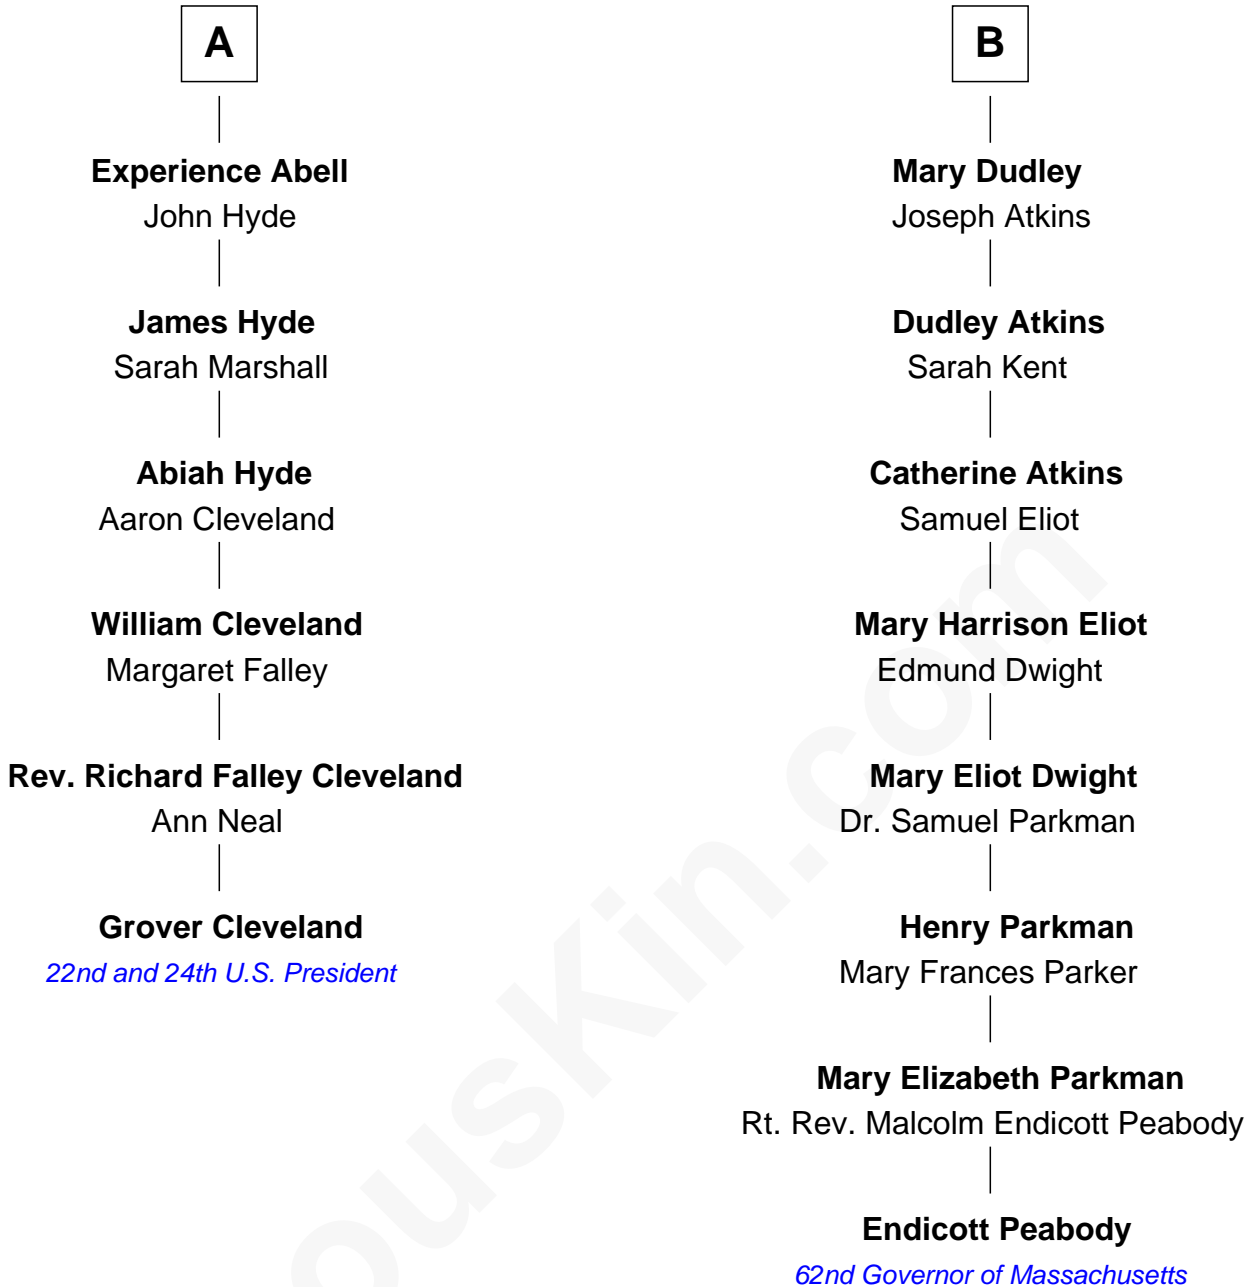 A
Experience Abell
John Hyde
James Hyde
Sarah Marshall
Abiah Hyde
Aaron Cleveland
William Cleveland
Margaret Falley
Rev. Richard Falley Cleveland
Ann Neal
Grover Cleveland
22nd and 24th U.S. President
B
Mary Dudley
Joseph Atkins
Dudley Atkins
Sarah Kent
Catherine Atkins
Samuel Eliot
Mary Harrison Eliot
Edmund Dwight
Mary Eliot Dwight
Dr. Samuel Parkman
Henry Parkman
Mary Frances Parker
Mary Elizabeth Parkman
Rt. Rev. Malcolm Endicott Peabody
Endicott Peabody
62nd Governor of Massachusetts
ousKin.com